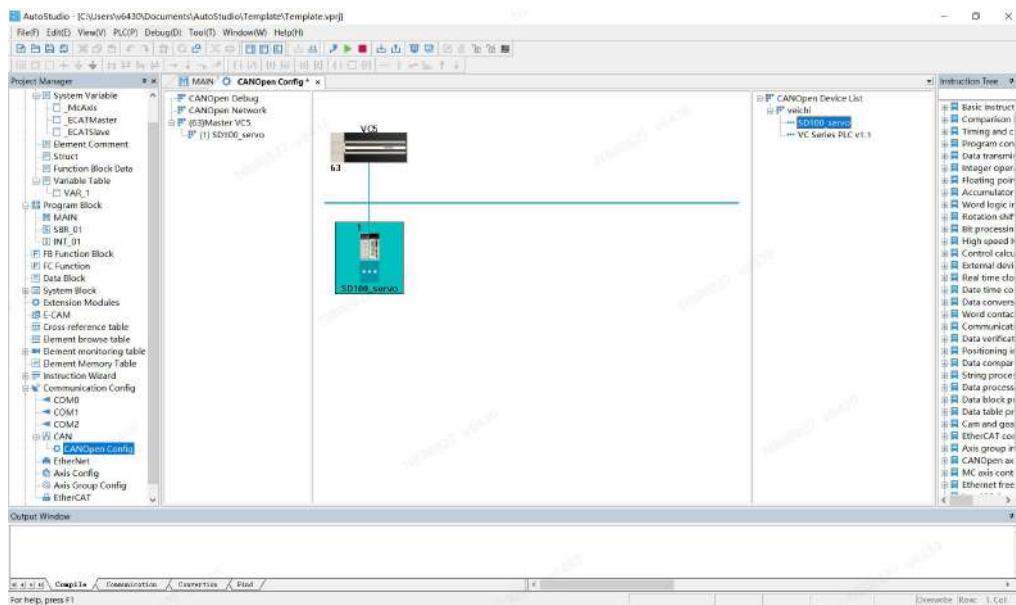 AutoStudio - [C:\Users\v6430\Documents\AutoStudio\Template\Template.vprj]
File(F) Edit(E) View(V) PLC(P) Debug(D) Tool(T) Window(W) Help(H)
Project Manager
System Variable
_McAxis
_ECATMaster
_ECATSlave
Element Comment
Struct
Function Block Data
Variable Table
VAR_1
Program Block
MAIN
SBR_01
INT_01
FB Function Block
FC Function
Data Block
System Block
Extension Modules
E-CAM
Cross reference table
Element browse table
Element monitoring table
Element Memory Table
Instruction Wizard
Communication Config
COM0
COM1
COM2
CAN
CANOpen Config
EtherNet
Axis Config
Axis Group Config
EtherCAT
MAIN
CANOpen Config *
CANOpen Debug
CANOpen Network
(63)Master VC5
(1) SD100_servo
VC5
63
1
SD100_servo
CANOpen Device List
veichi
SD100_servo
VC Series PLC v1.1
Instruction Tree
Basic instruct
Comparison
Timing and c
Program con
Data transmi
Integer oper
Floating poin
Accumulator
Word logic in
Rotation shif
Bit processin
High speed I
Control calcu
External devi
Real time clo
Date time co
Data convers
Word contac
Communicat
Data verificat
Positioning i
Data compar
String proces
Data process
Data block p
Data table pr
Cam and gea
EtherCAT co
Axis group in
CANOpen ax
MC axis cont
Ethernet free
Output Window
Compile
Communication
Convertion
Find
For help, press F1
Overwrite
Row: 1, Col